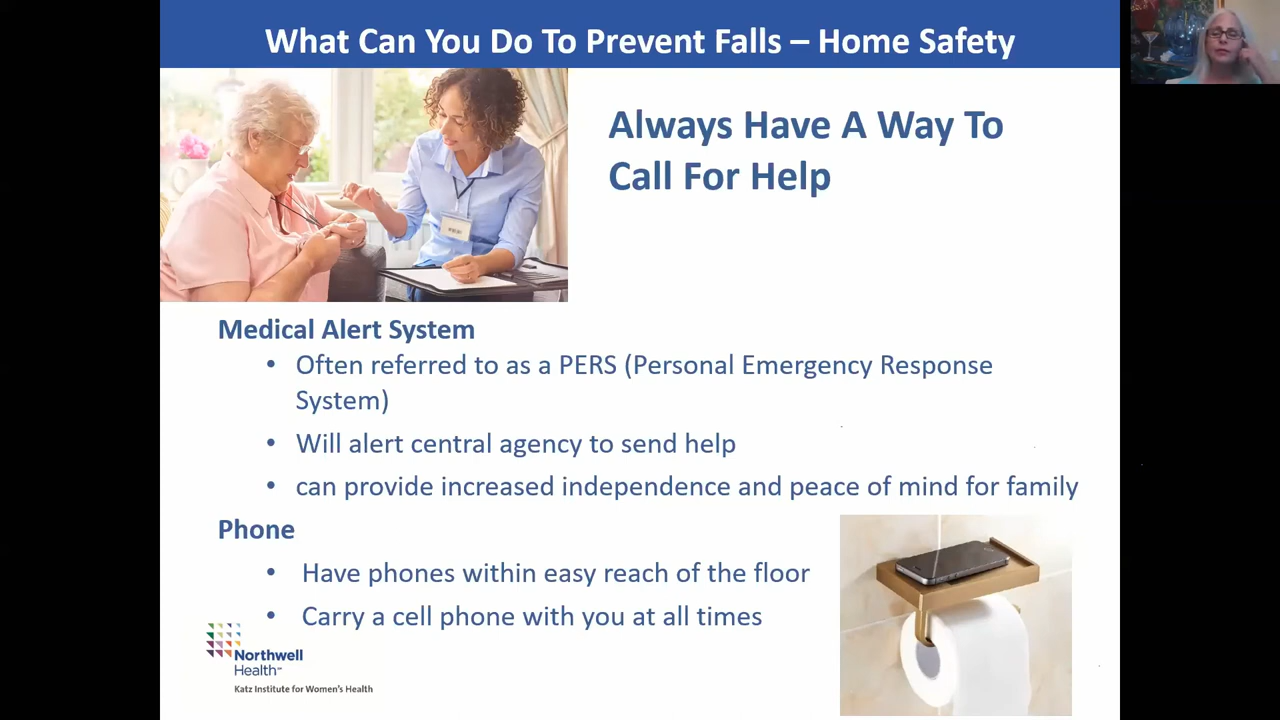 What Can You Do To Prevent Falls – Home Safety
Always Have A Way To
Call For Help
Medical Alert System
• Often referred to as a PERS (Personal Emergency Response
System)
• Will alert central agency to send help
• can provide increased independence and peace of mind for family
Phone
• Have phones within easy reach of the floor
• Carry a cell phone with you at all times
Northwell
Health℠
Katz Institute for Women's Health